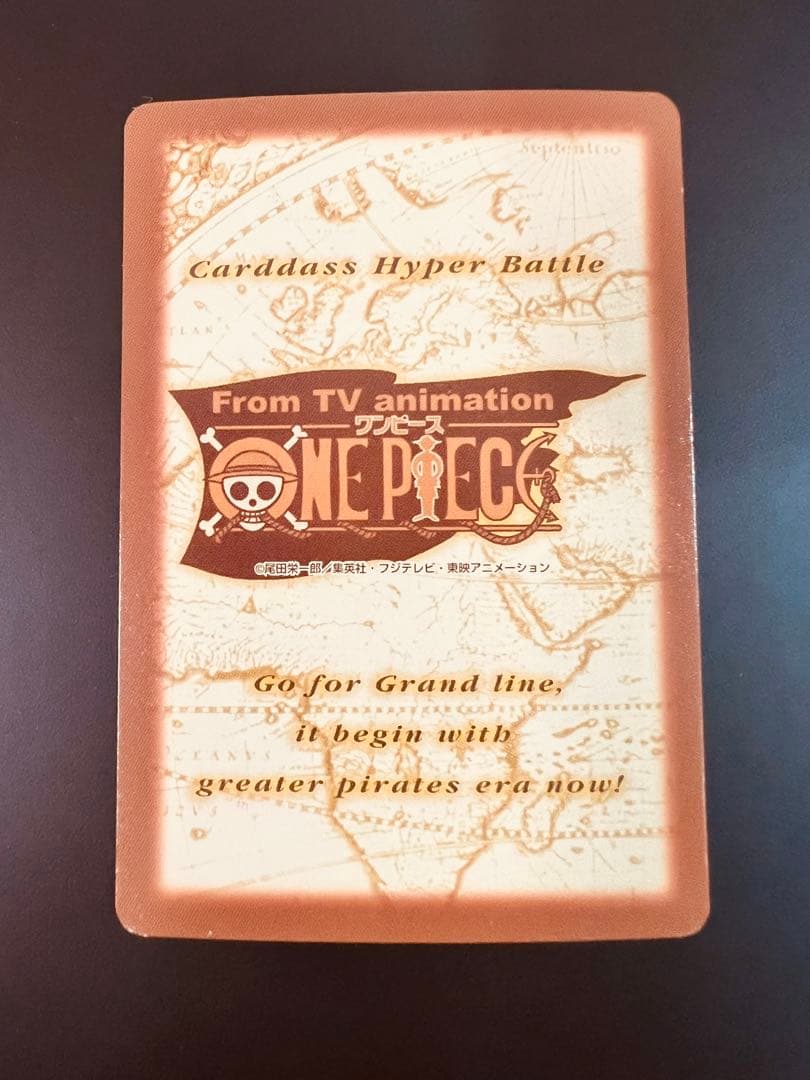 Septentrio
Carddass Hyper Battle
From TV animation
ワンピース
ONE PIECE
©尾田栄一郎／集英社・フジテレビ・東映アニメーション
Go for Grand line,
it begin with
greater pirates era now!